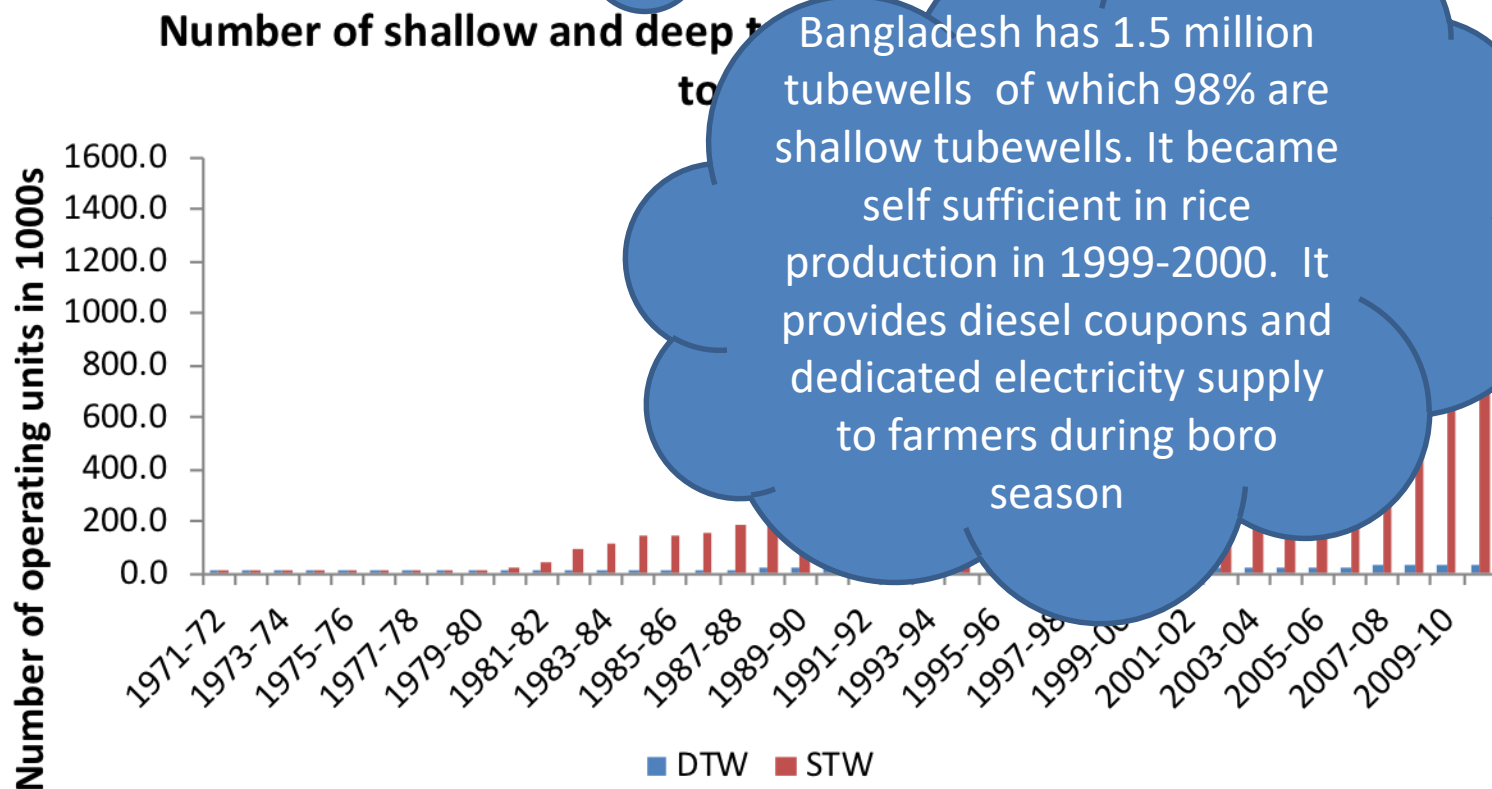 Number of shallow and deep
to
Bangladesh has 1.5 million
tubewells of which 98% are
shallow tubewells. It became
self sufficient in rice
production in 1999-2000. It
provides diesel coupons and
dedicated electricity supply
to farmers during boro
season
Number of operating units in 1000s
1600.0
1400.0
1200.0
1000.0
800.0
600.0
400.0
200.0
0.0
1971-72
1973-74
1975-76
1977-78
1979-80
1981-82
1983-84
1985-86
1987-88
1989-90
1991-92
1993-94
1995-96
1997-98
1999-00
2001-02
2003-04
2005-06
2007-08
2009-10
DTW
STW